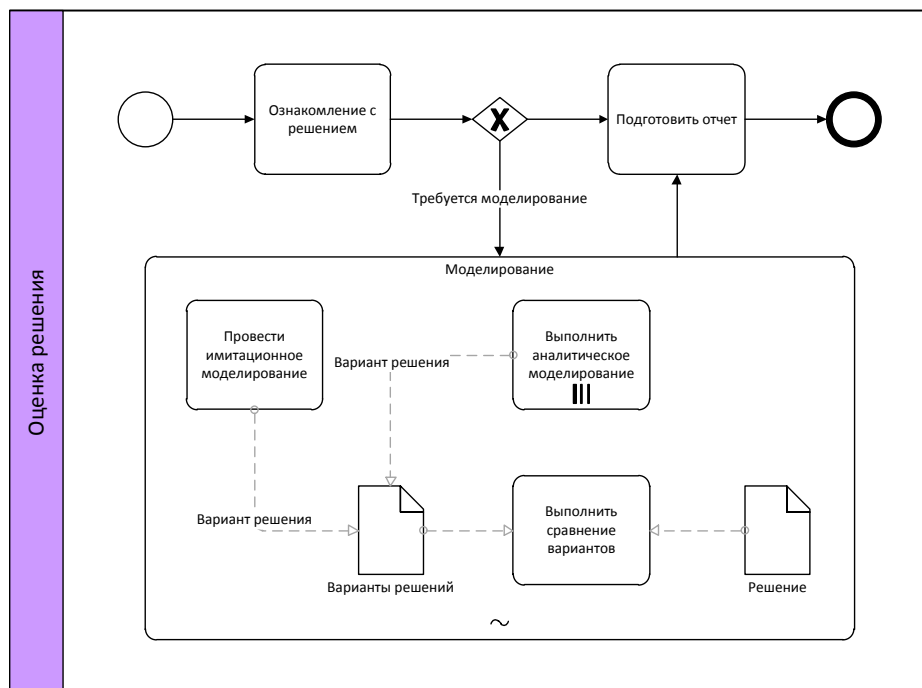 Оценка решения
Ознакомление с
решением
X
Подготовить отчет
Требуется моделирование
Моделирование
Провести
имитационное
моделирование
Вариант решения
Выполнить
аналитическое
моделирование
Вариант решения
Варианты решений
Выполнить
сравнение
вариантов
Решение